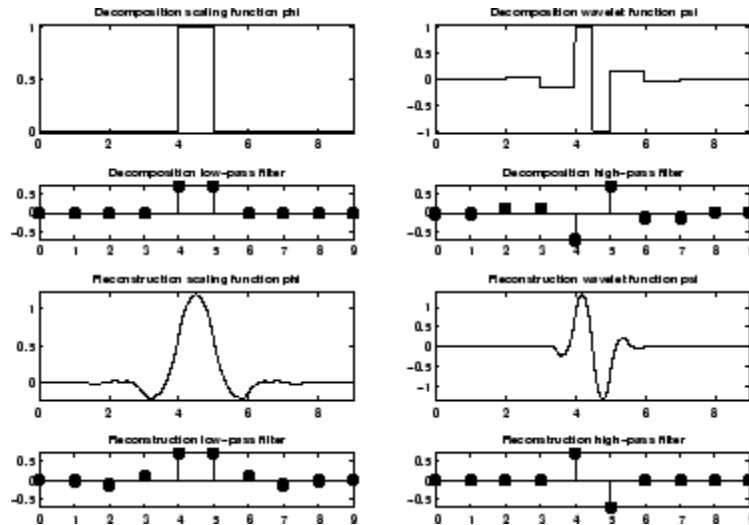 Decomposition scaling function phi
1
0.5
0
0 2 4 6 8
Decomposition wavelet function psi
1
0.5
0
-0.5
-1
0 2 4 6 8
Decomposition low-pass filter
0.5
0
-0.5
0 1 2 3 4 5 6 7 8 9
Decomposition high-pass filter
0.5
0
-0.5
0 1 2 3 4 5 6 7 8 9
Reconstruction scaling function phi
1
0.5
0
0 2 4 6 8
Reconstruction wavelet function psi
1
0.5
0
-0.5
-1
0 2 4 6 8
Reconstruction low-pass filter
0.5
0
-0.5
0 1 2 3 4 5 6 7 8 9
Reconstruction high-pass filter
0.5
0
-0.5
0 1 2 3 4 5 6 7 8 9